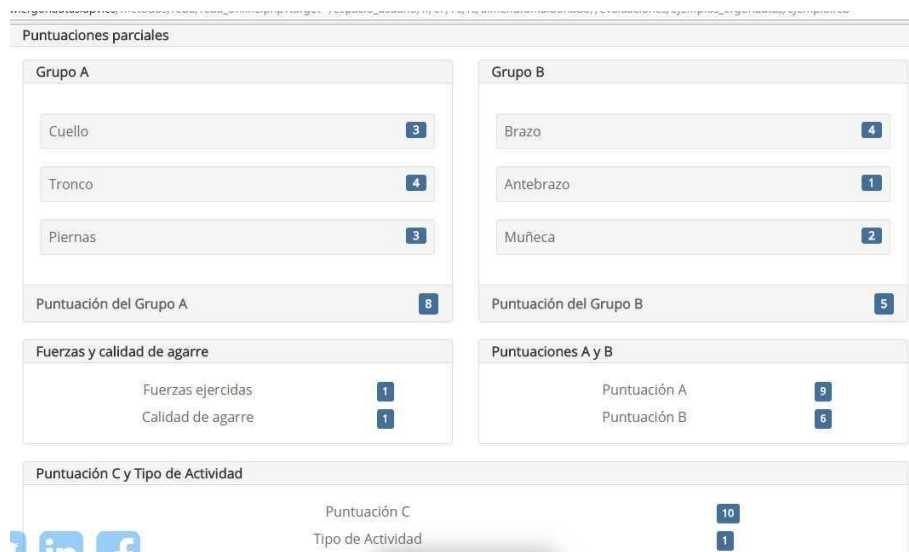 Puntuaciones parciales
Grupo A
Cuello 3
Tronco 4
Piernas 3
Puntuación del Grupo A 8
Grupo B
Brazo 4
Antebrazo 1
Muñeca 2
Puntuación del Grupo B 5
Fuerzas y calidad de agarre
Fuerzas ejercidas 1
Calidad de agarre 1
Puntuaciones A y B
Puntuación A 9
Puntuación B 6
Puntuación C y Tipo de Actividad
Puntuación C 10
Tipo de Actividad 1
in f